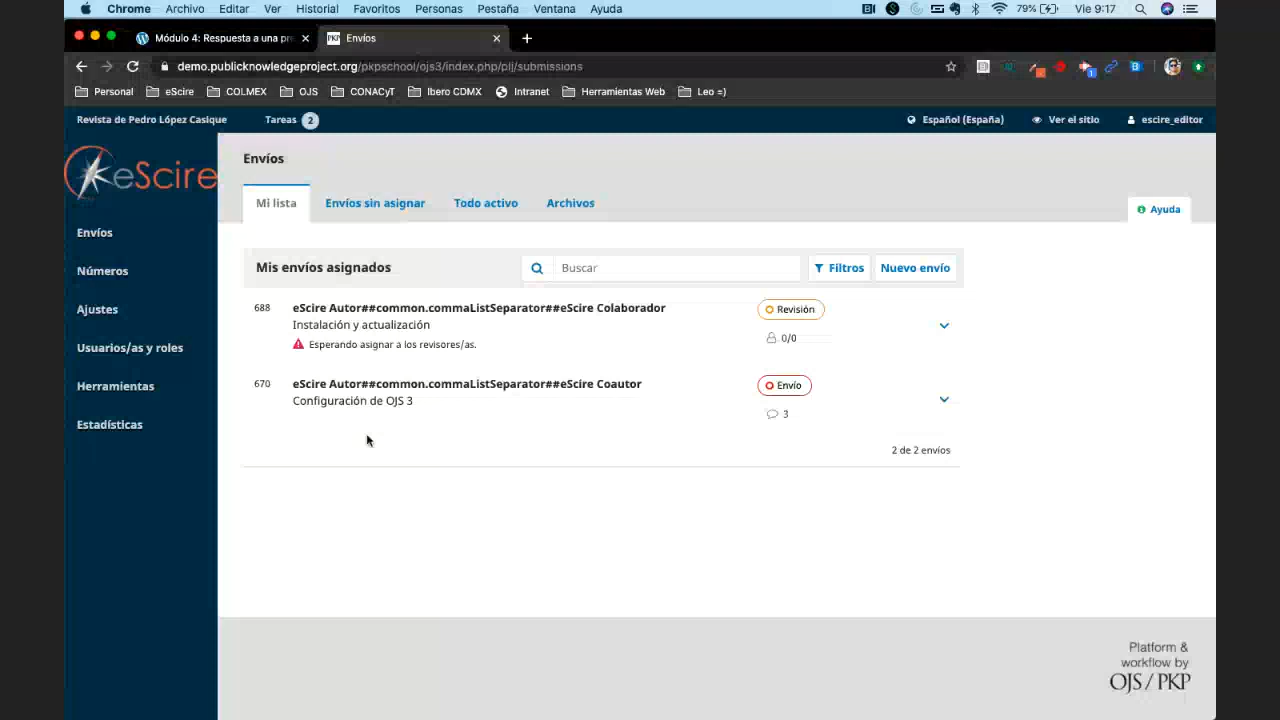 Chrome Archivo Editar Ver Historial Favoritos Personas Pestaña Ventana Ayuda 79% Vie 9:17
Módulo 4: Respuesta a una pre Envíos
demo.publicknowledgeproject.org/pkpschool/ojs3/index.php/plj/submissions
Personal eScire COLMEX OJS CONACyT Ibero CDMX Intranet Herramientas Web Leo =)
Revista de Pedro López Casique Tareas 2 Español (España) Ver el sitio escire_editor
eScire
Envíos
Números
Ajustes
Usuarios/as y roles
Herramientas
Estadísticas
Envíos
Mi lista Envíos sin asignar Todo activo Archivos Ayuda
Mis envíos asignados Buscar Filtros Nuevo envío
688 eScire Autor##common.commaListSeparator##eScire Colaborador Revisión
Instalación y actualización
Esperando asignar a los revisores/as. 0/0
670 eScire Autor##common.commaListSeparator##eScire Coautor Envío
Configuración de OJS 3
3
2 de 2 envíos
Platform &
workflow by
OJS / PKP